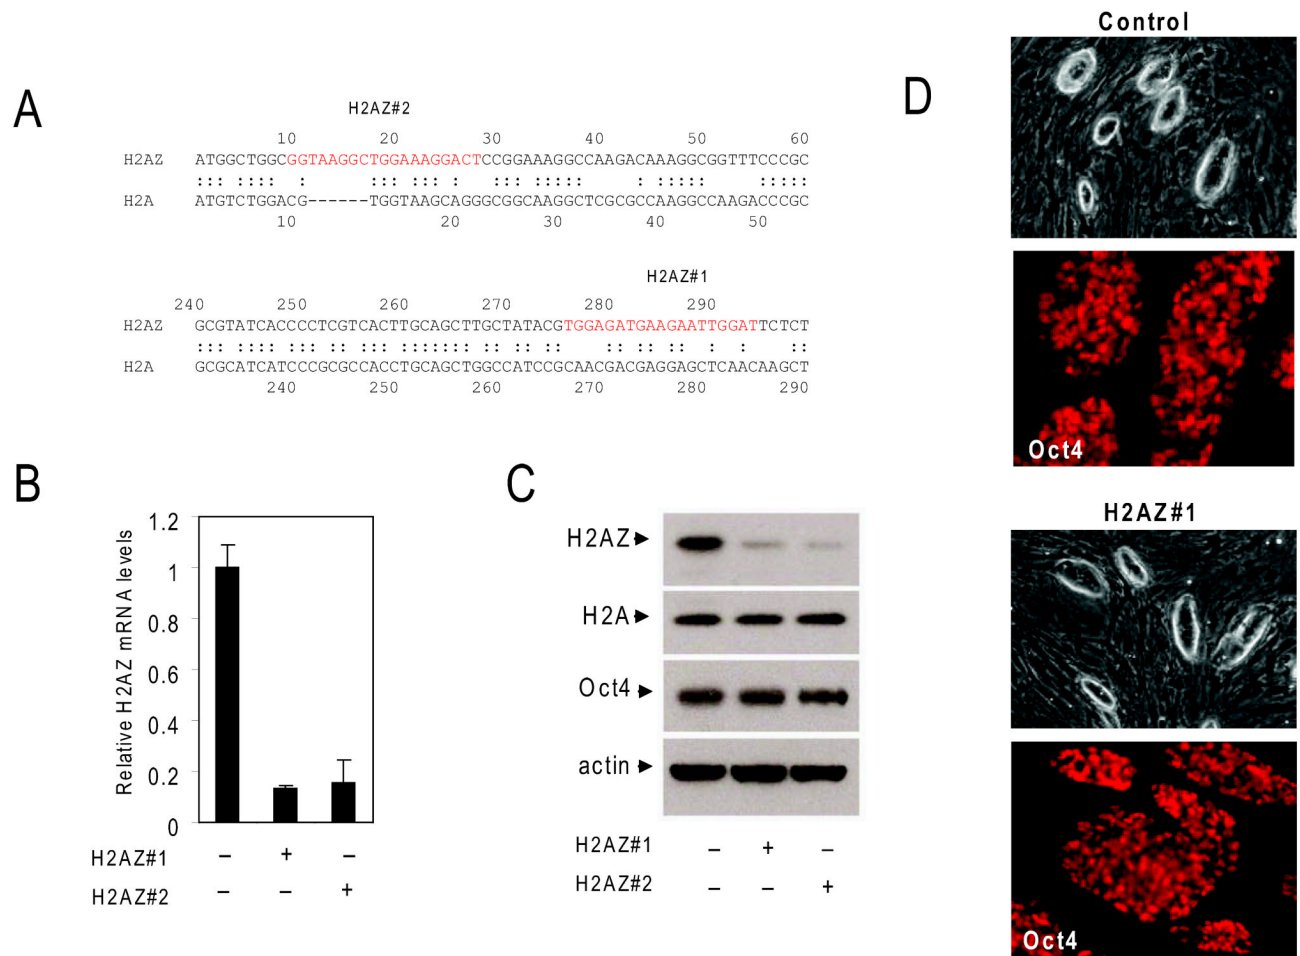 A
H2AZ#2
10 20 30 40 50 60
H2AZ ATGGCTGGCGGTAAGGCTGGAAAGGACTCCGGAAAGGCCAAGACAAAGGCGGTTTCCCGC
H2A ATGTCTGGACG------TGGTAAGCAGGGCGGCAAGGCTCGCGCCAAGGCCAAGACCCGC
10 20 30 40 50
H2AZ#1
240 250 260 270 280 290
H2AZ GCGTATCACCCCTCGTCACTTGCAGCTTGCTATACGTGGAGATGAAGAATTGGATTCTCT
H2A GCGCATCATCCCGCGCCACCTGCAGCTGGCCATCCGCAACGACGAGGAGCTCAACAAGCT
240 250 260 270 280 290
B
Relative H2AZ mRNA levels
1.2
1
0.8
0.6
0.4
0.2
0
H2AZ#1 – + –
H2AZ#2 – – +
C
H2AZ
H2A
Oct4
actin
H2AZ#1 – + –
H2AZ#2 – – +
D
Control
Oct4
H2AZ#1
Oct4